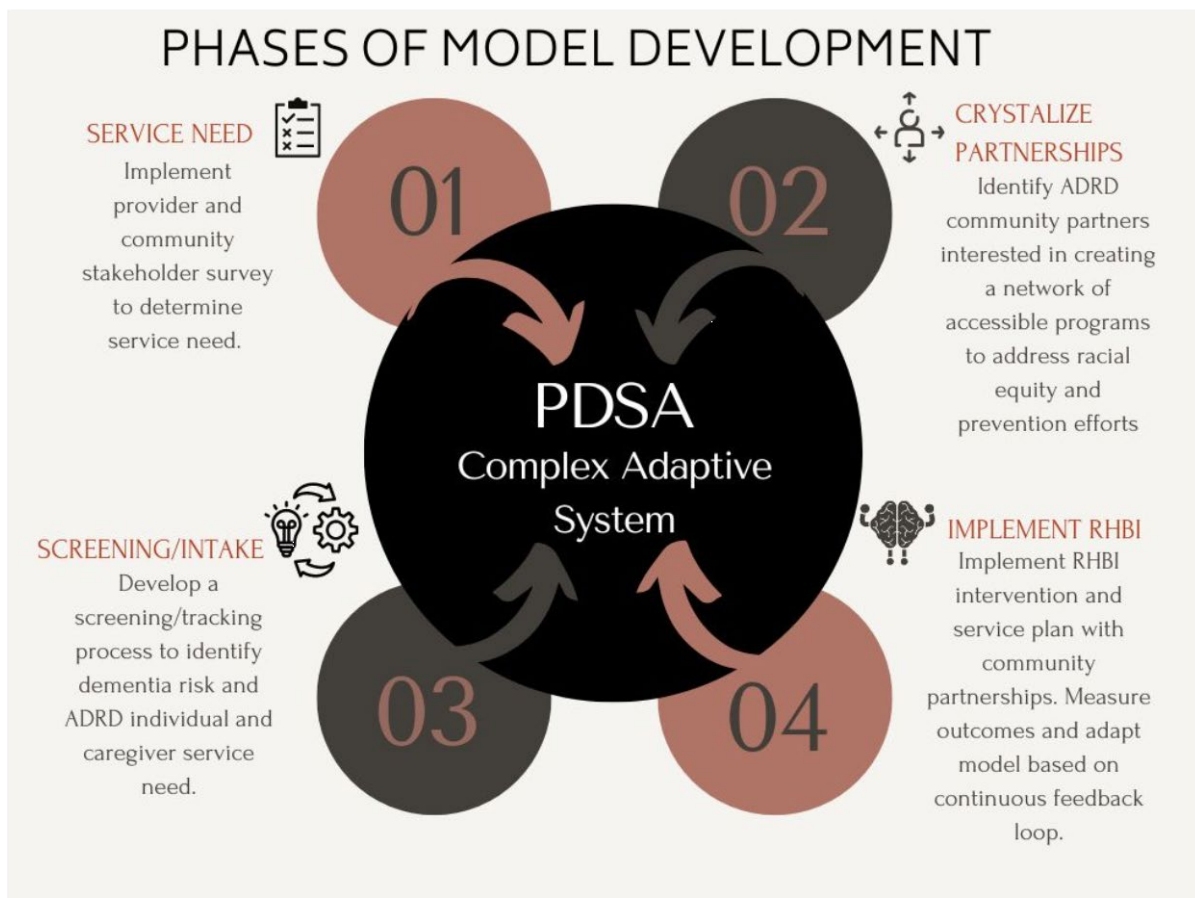 PHASES OF MODEL DEVELOPMENT
01
SERVICE NEED
Implement
provider and
community
stakeholder survey
to determine
service need.
02
CRYSTALIZE
PARTNERSHIPS
Identify ADRD
community partners
interested in creating
a network of
accessible programs
to address racial
equity and
prevention efforts
PDSA
Complex Adaptive
System
03
SCREENING/INTAKE
Develop a
screening/tracking
process to identify
dementia risk and
ADRD individual and
caregiver service
need.
04
IMPLEMENT RHBI
Implement RHBI
intervention and
service plan with
community
partnerships. Measure
outcomes and adapt
model based on
continuous feedback
loop.